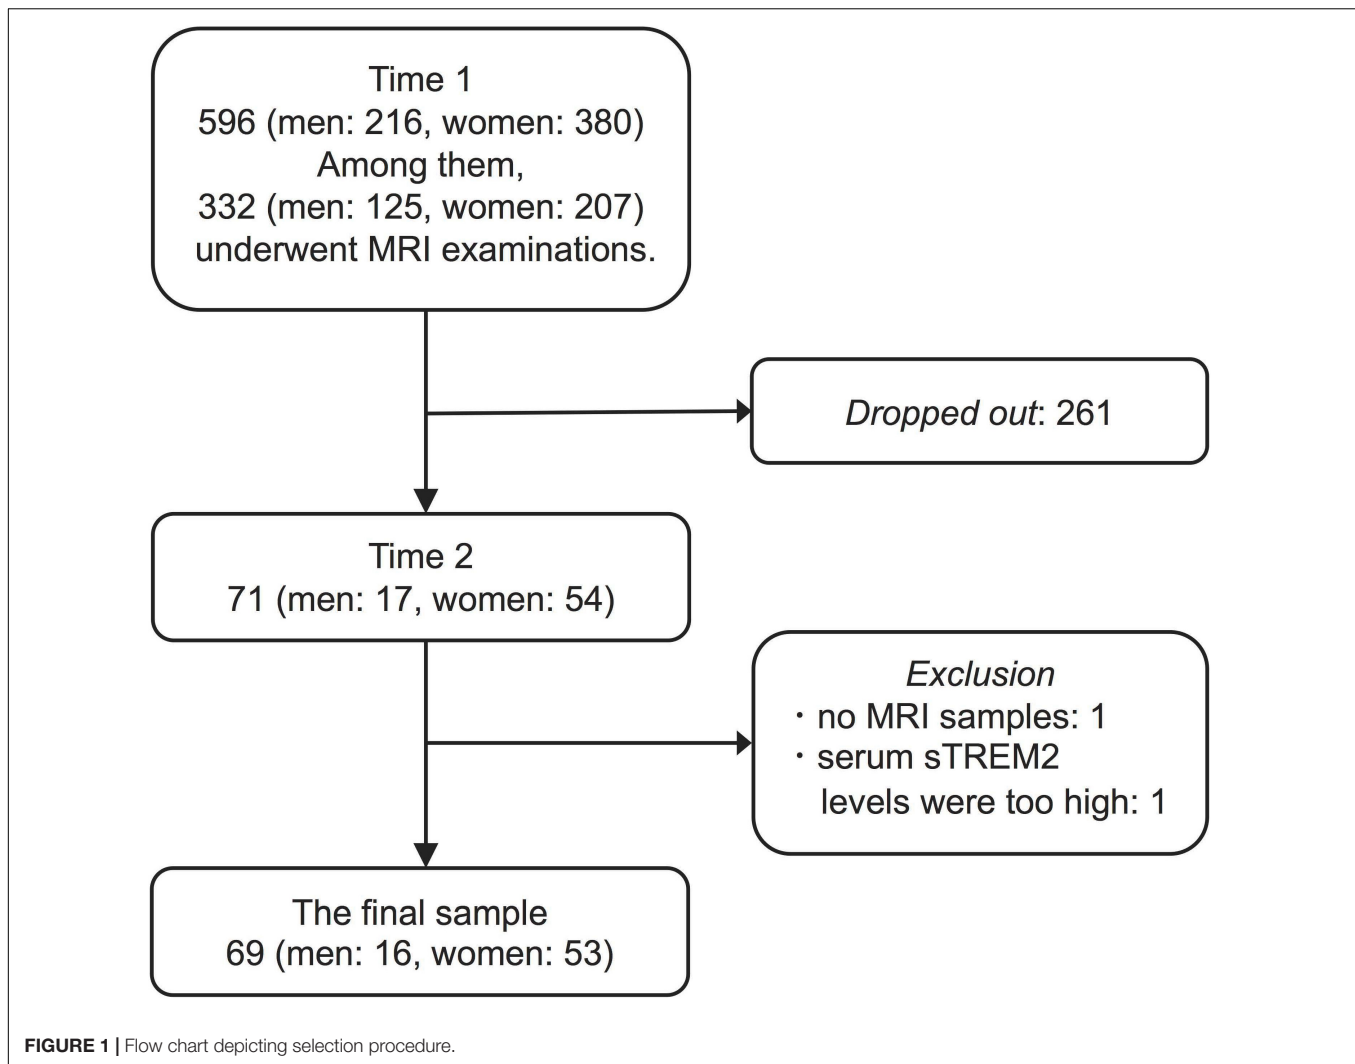 Time 1
596 (men: 216, women: 380)
Among them,
332 (men: 125, women: 207)
underwent MRI examinations.
Dropped out: 261
Time 2
71 (men: 17, women: 54)
Exclusion
・no MRI samples: 1
・serum sTREM2
levels were too high: 1
The final sample
69 (men: 16, women: 53)
FIGURE 1 | Flow chart depicting selection procedure.